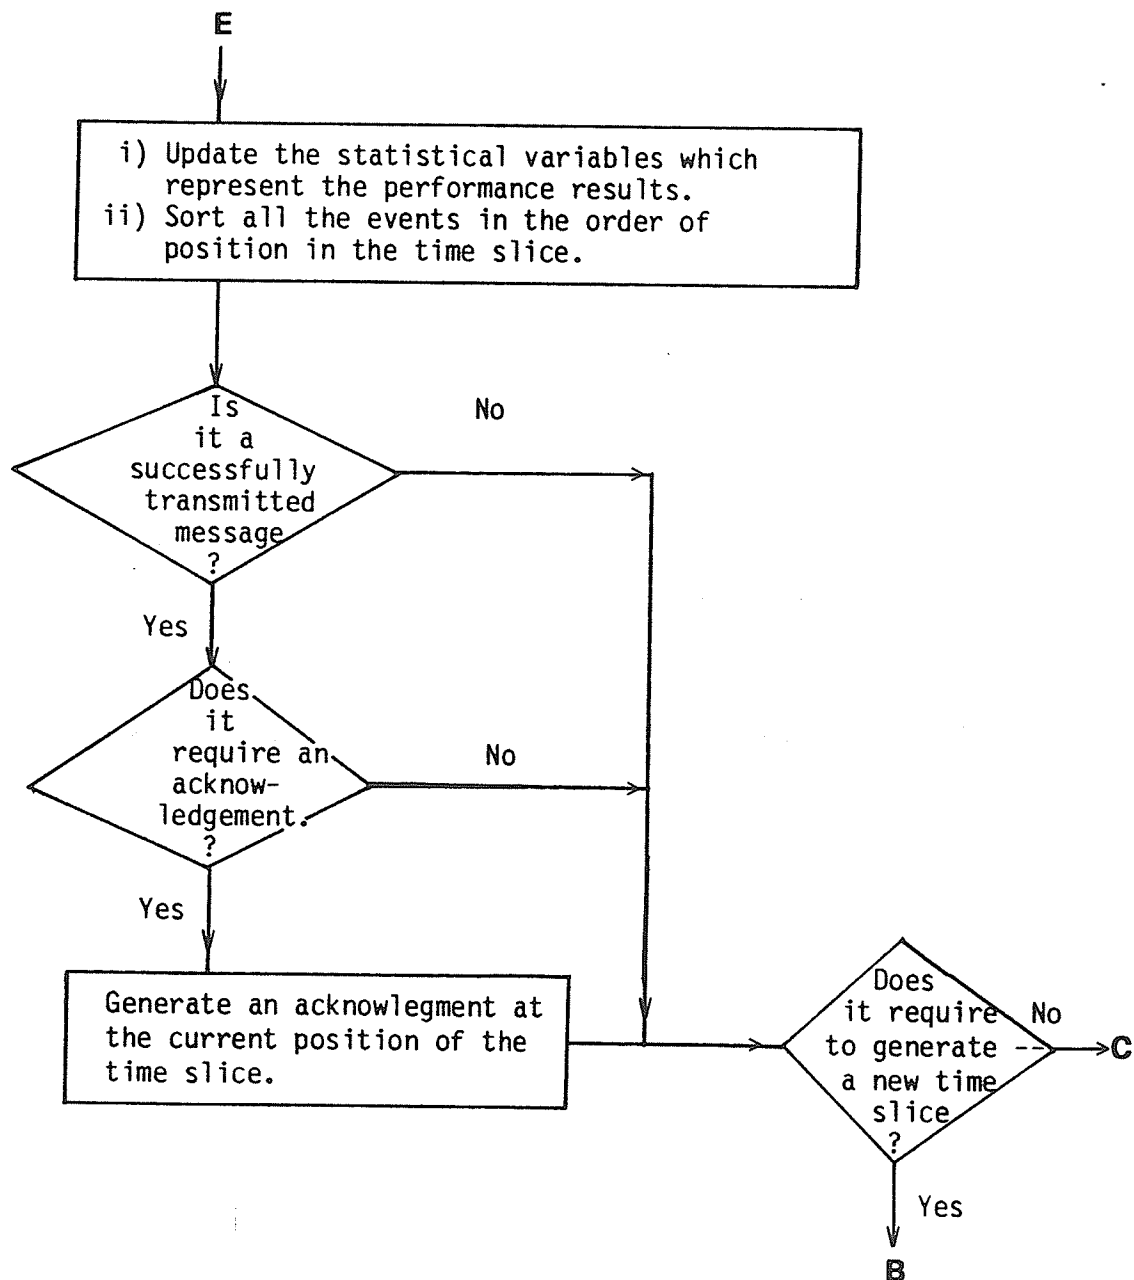 E
i) Update the statistical variables which
represent the performance results.
ii) Sort all the events in the order of
position in the time slice.
Is
it a
successfully
transmitted
message
?
No
Yes
Does
it
require an
acknow-
ledgement.
?
No
Yes
Generate an acknowlegment at
the current position of the
time slice.
Does
it require
to generate --
a new time
slice
?
No
C
Yes
B